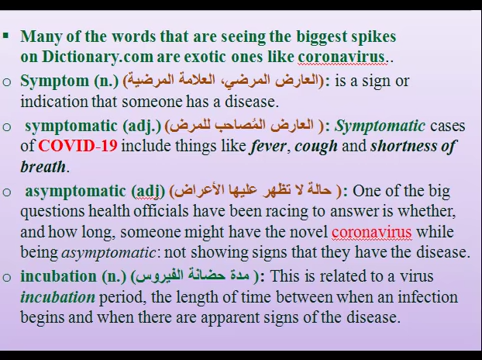 ▪ Many of the words that are seeing the biggest spikes
on Dictionary.com are exotic ones like coronavirus..
o Symptom (n.) (العارض المرضي، العلامة المرضية): is a sign or
indication that someone has a disease.
o symptomatic (adj.) (العارض المُصاحب للمرض ): Symptomatic cases
of COVID-19 include things like fever, cough and shortness of
breath.
o asymptomatic (adj) (حالة لا تظهر عليها الأعراض ): One of the big
questions health officials have been racing to answer is whether,
and how long, someone might have the novel coronavirus while
being asymptomatic: not showing signs that they have the disease.
o incubation (n.) (مدة حضانة الفيروس ): This is related to a virus
incubation period, the length of time between when an infection
begins and when there are apparent signs of the disease.